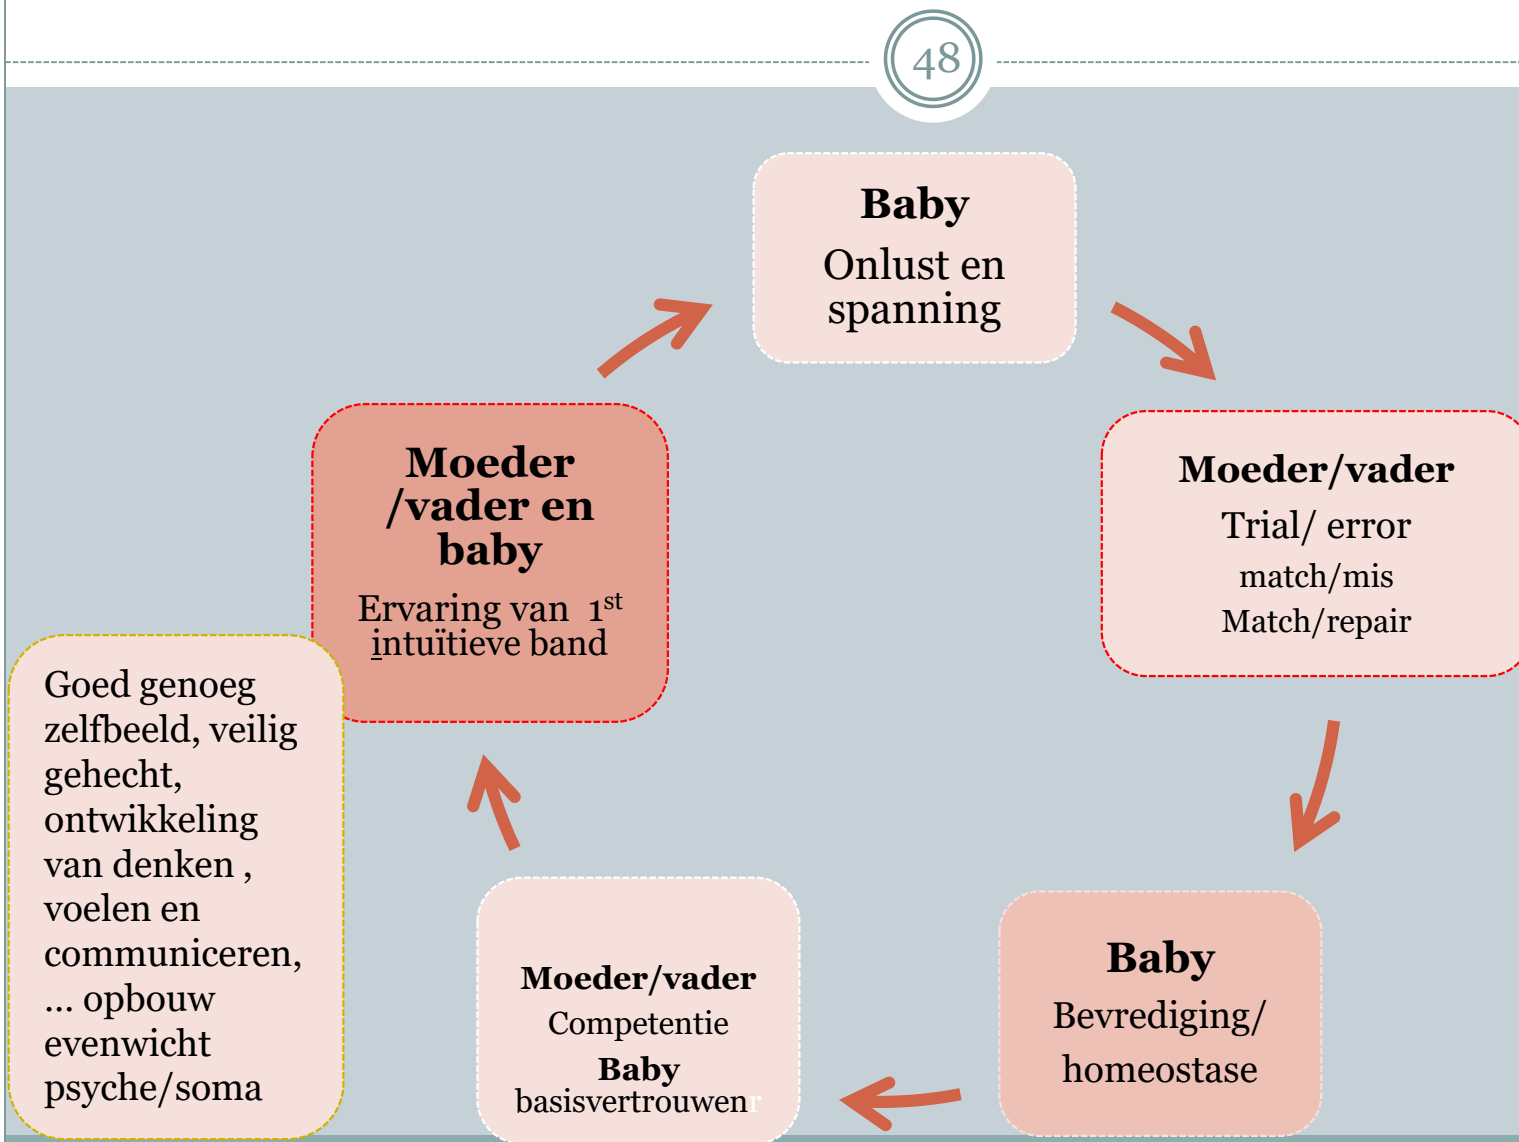 48
Baby
Onlust en
spanning
Moeder/vader
Trial/ error
match/mis
Match/repair
Baby
Bevrediging/
homeostase
Moeder/vader
Competentie
Baby
basisvertrouwenr
Moeder
/vader en
baby
Ervaring van 1st
intuïtieve band
Goed genoeg
zelfbeeld, veilig
gehecht,
ontwikkeling
van denken ,
voelen en
communiceren,
... opbouw
evenwicht
psyche/soma